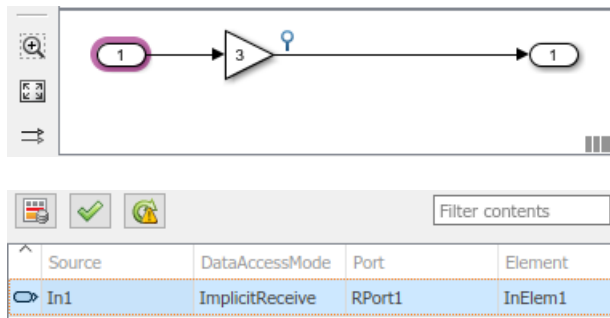 1 3 1
Filter contents
Source DataAccessMode Port Element
In1 ImplicitReceive RPort1 InElem1